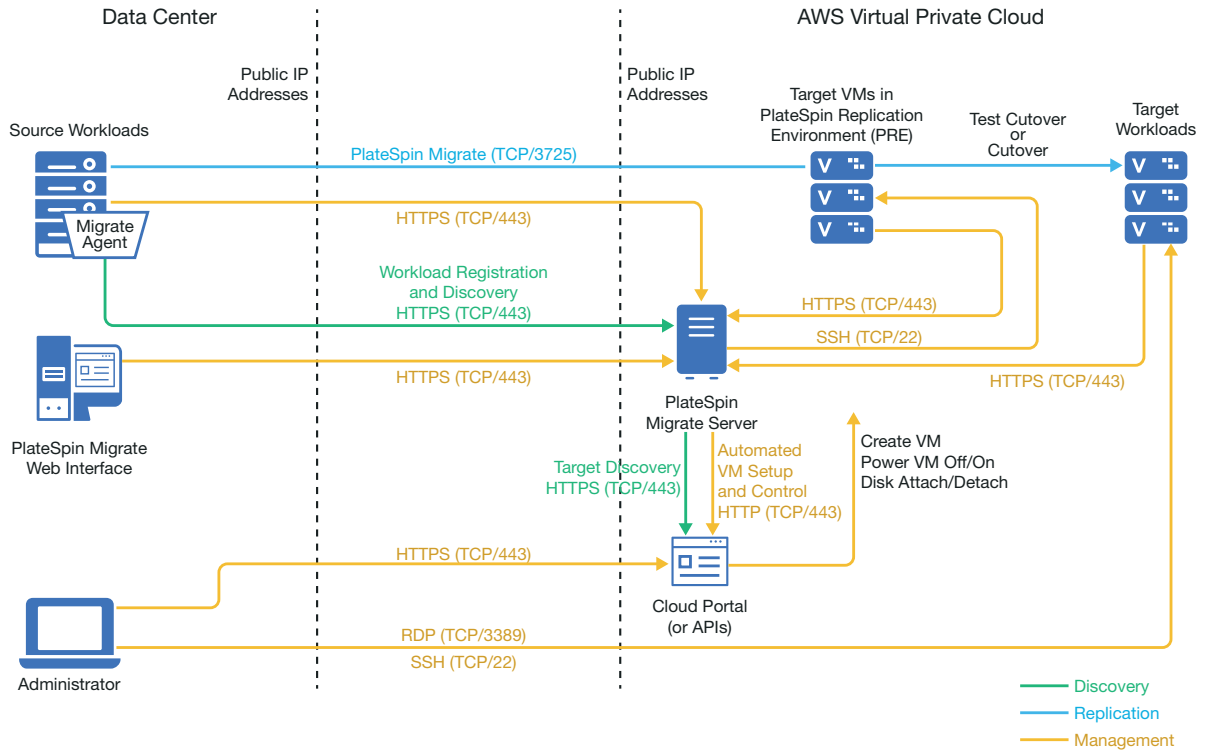 Data Center
AWS Virtual Private Cloud
Public IP
Addresses
Public IP
Addresses
Target VMs in
PlateSpin Replication
Environment (PRE)
Test Cutover
or
Cutover
Target
Workloads
Source Workloads
PlateSpin Migrate (TCP/3725)
V
V
V
V
V
V
HTTPS (TCP/443)
Migrate
Agent
Workload Registration
and Discovery
HTTPS (TCP/443)
HTTPS (TCP/443)
SSH (TCP/22)
HTTPS (TCP/443)
HTTPS (TCP/443)
PlateSpin
Migrate Server
PlateSpin Migrate
Web Interface
Target Discovery
HTTPS (TCP/443)
Automated
VM Setup
and Control
HTTP (TCP/443)
Create VM
Power VM Off/On
Disk Attach/Detach
HTTPS (TCP/443)
Cloud Portal
(or APIs)
RDP (TCP/3389)
SSH (TCP/22)
Administrator
Discovery
Replication
Management